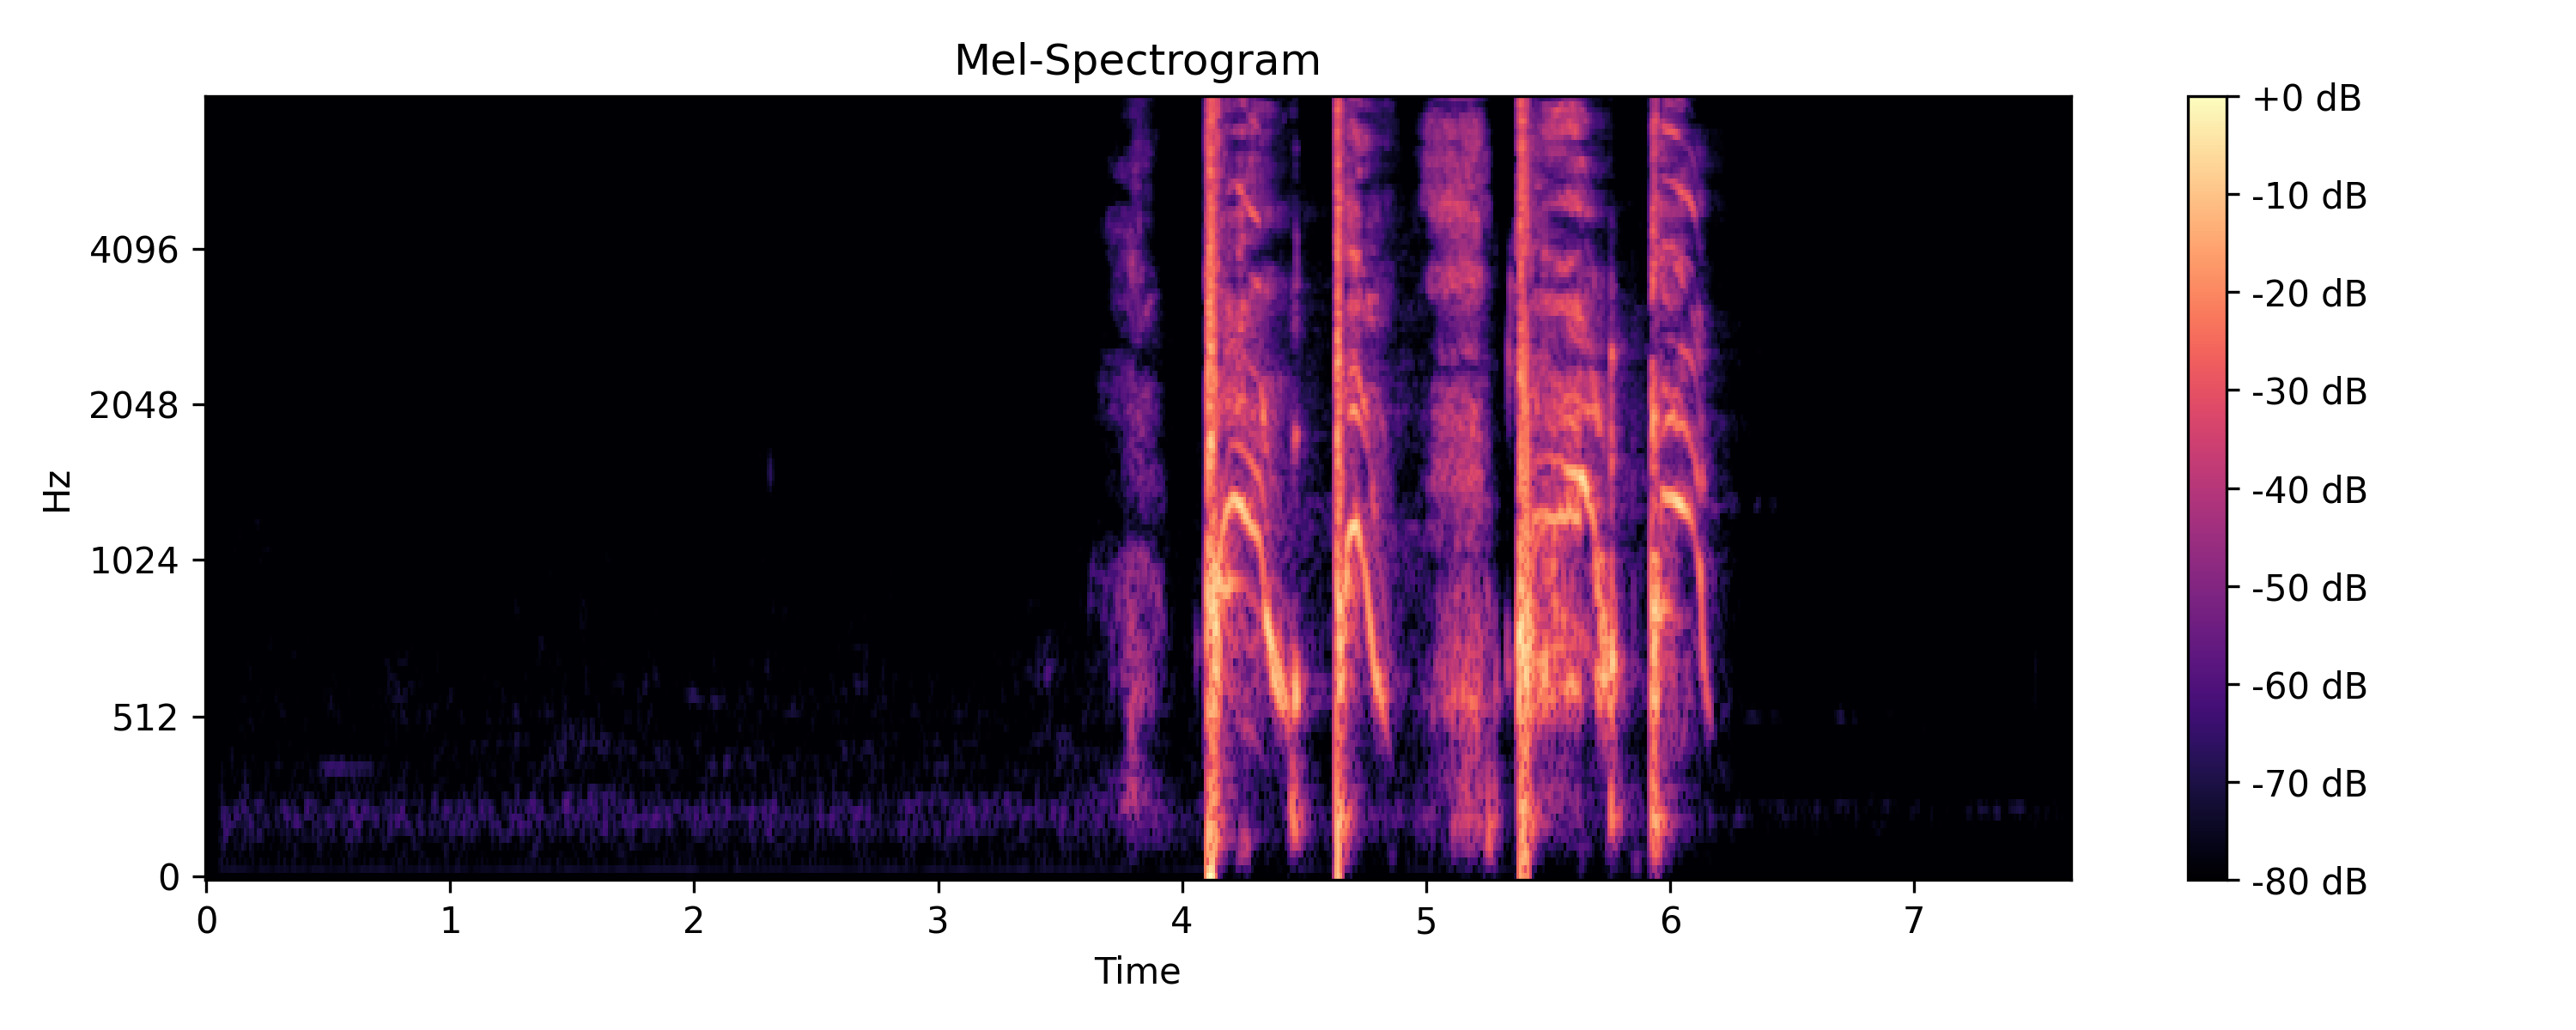 Mel-Spectrogram
+0 dB
-10 dB
-20 dB
-30 dB
-40 dB
-50 dB
-60 dB
-70 dB
-80 dB
Hz
4096
2048
1024
512
0
0 1 2 3 4 5 6 7
Time